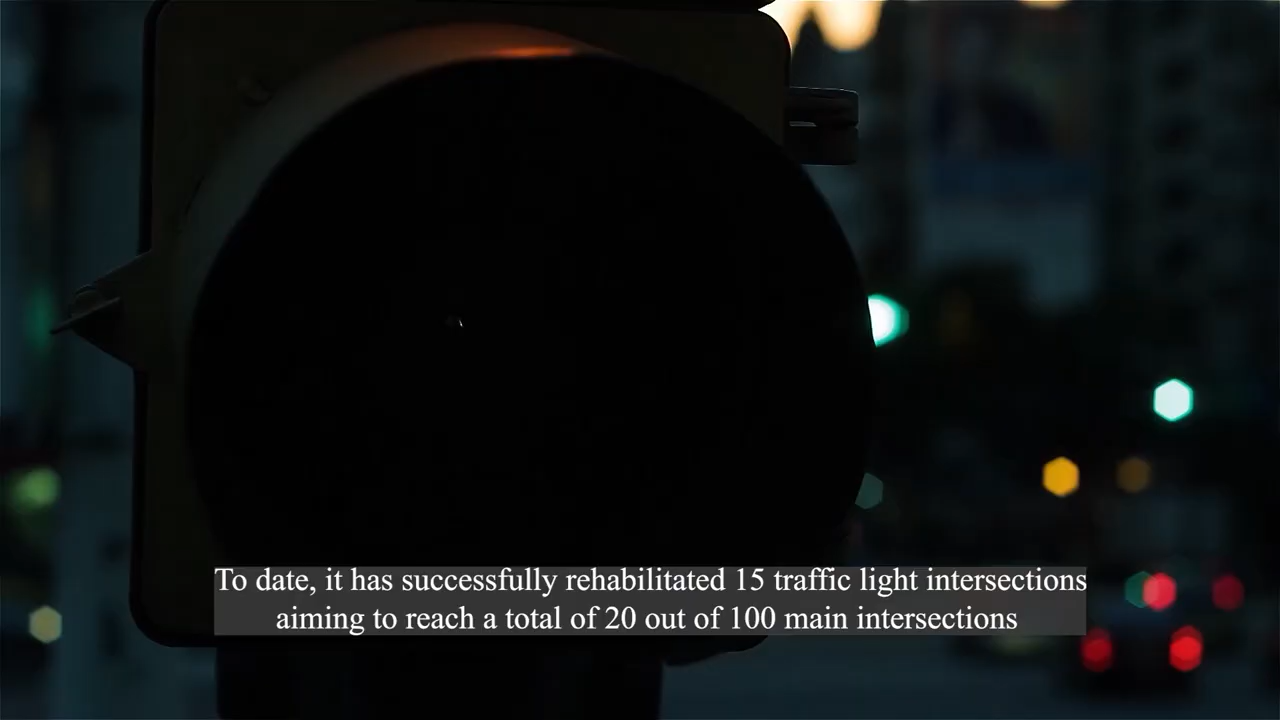 To date, it has successfully rehabilitated 15 traffic light intersections
aiming to reach a total of 20 out of 100 main intersections